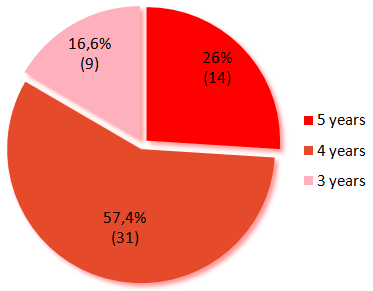 16,6%
(9)
26%
(14)
57,4%
(31)
5 years
4 years
3 years